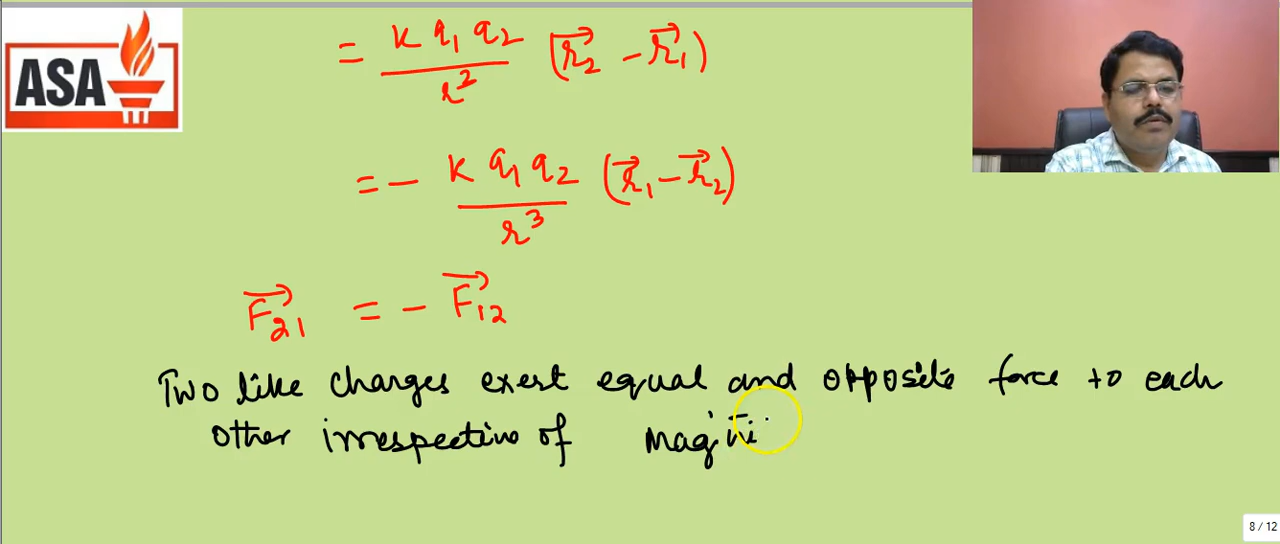 = K q₁ q₂ / r² (r⃗₂ − r⃗₁)
ASA
= − K q₁ q₂ / r³ (r⃗₁ − r⃗₂)
F⃗₂₁ = − F⃗₁₂
Two like charges exert equal and opposite force to each
other irrespective of magni
8 / 12